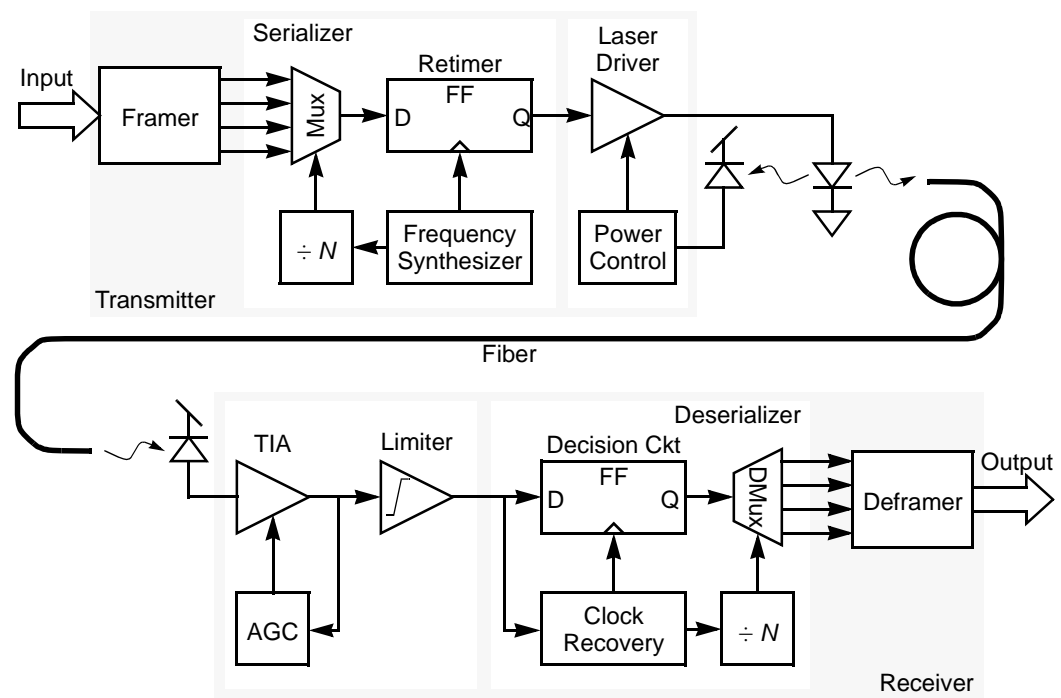 Serializer
Laser
Driver
Input
Retimer
Framer
Mux
FF
D
Q
÷ N
Frequency
Synthesizer
Power
Control
Transmitter
Fiber
Deserializer
TIA
Limiter
Decision Ckt
Output
FF
D
Q
DMux
Deframer
AGC
Clock
Recovery
÷ N
Receiver